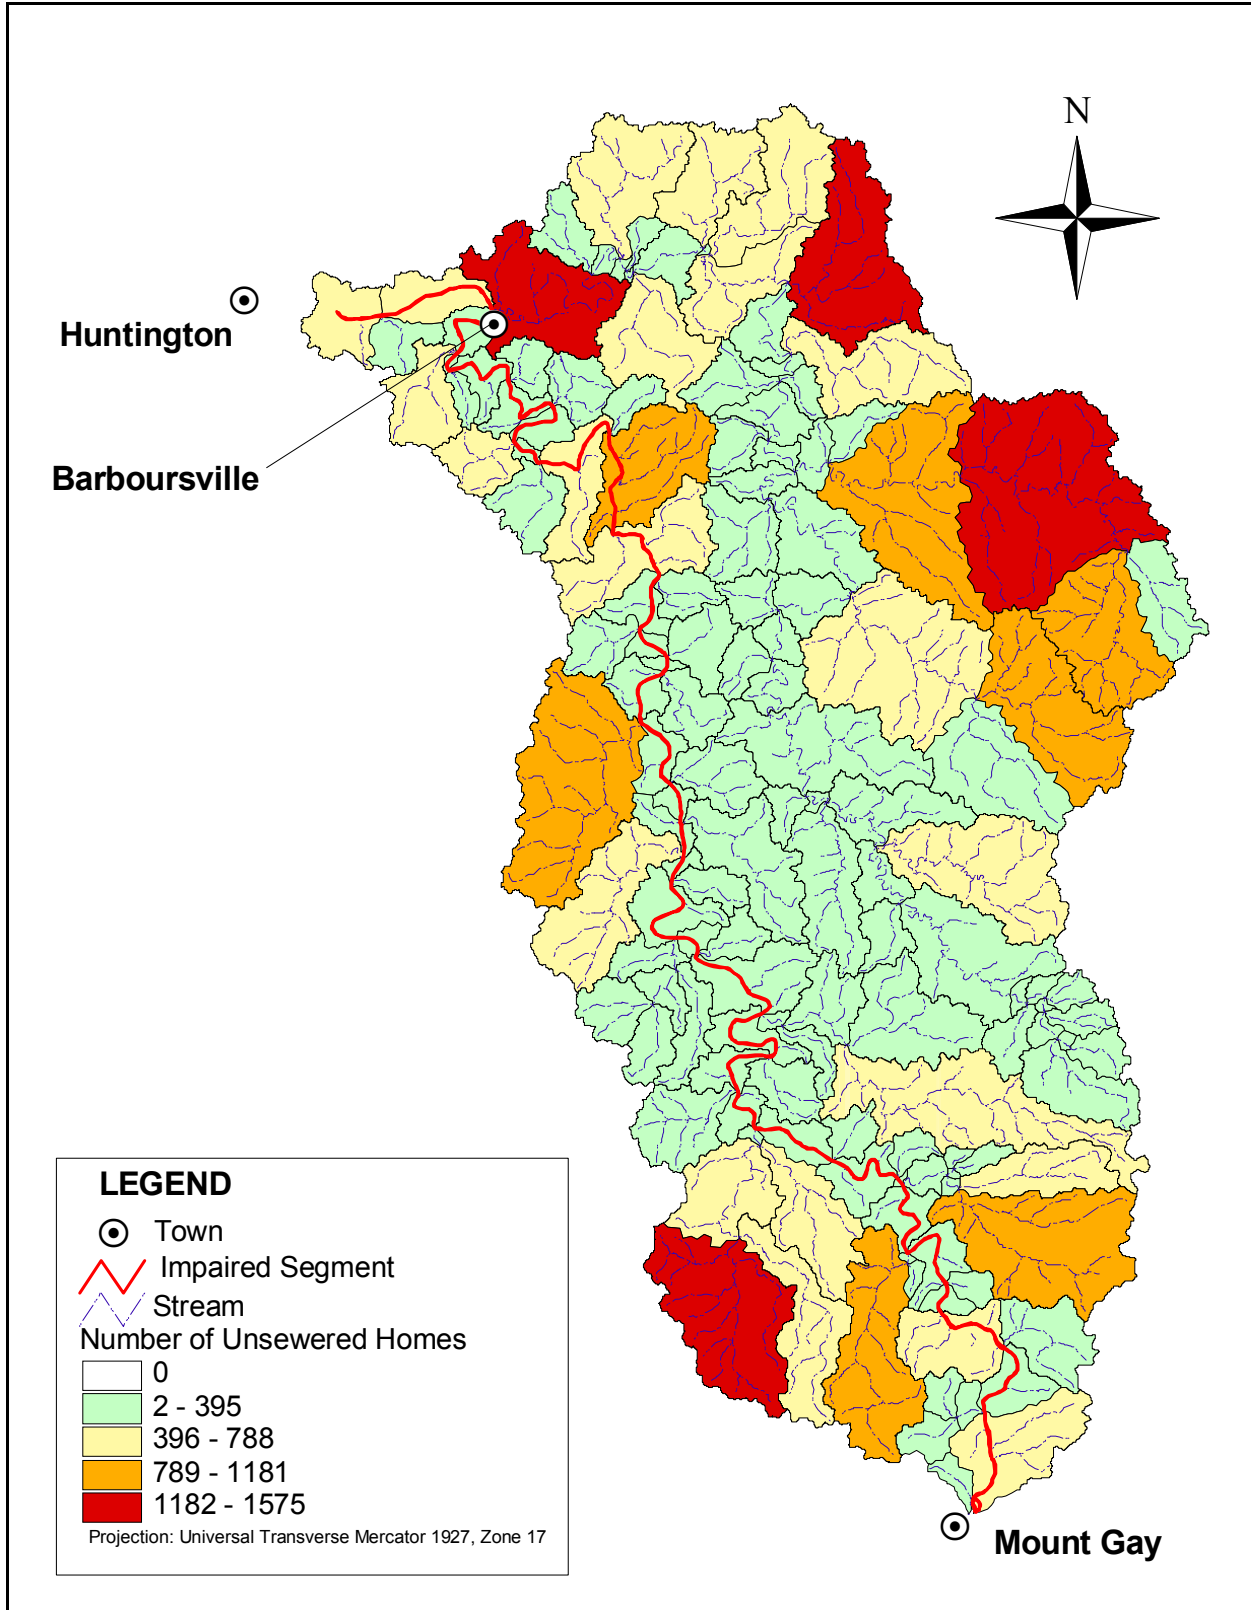 N
Huntington
Barboursville
LEGEND
Town
Impaired Segment
Stream
Number of Unsewered Homes
0
2 - 395
396 - 788
789 - 1181
1182 - 1575
Projection: Universal Transverse Mercator 1927, Zone 17
Mount Gay